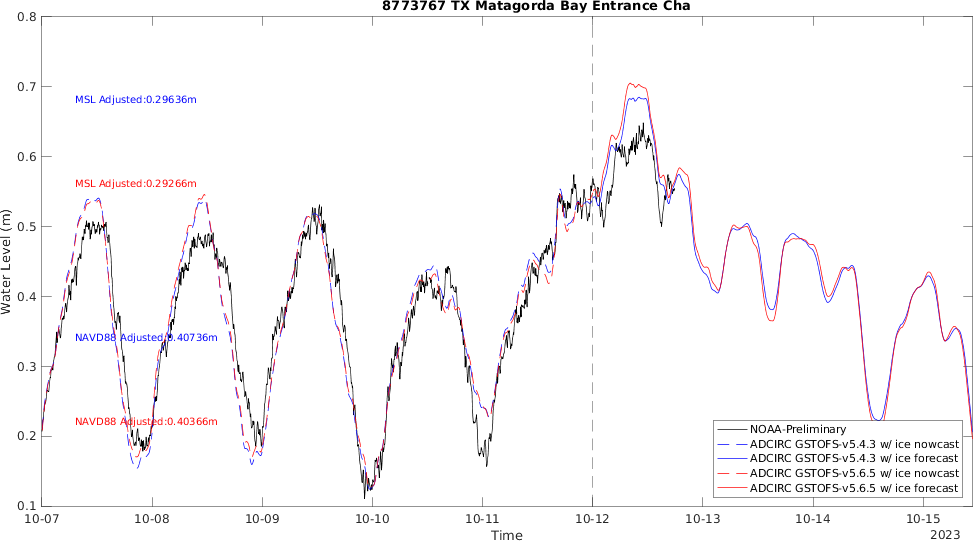 8773767 TX Matagorda Bay Entrance Cha
0.8
0.7
0.6
0.5
0.4
0.3
0.2
0.1
Water Level (m)
MSL Adjusted:0.29636m
MSL Adjusted:0.29266m
NAVD88 Adjusted:0.40736m
NAVD88 Adjusted:0.40366m
NOAA-Preliminary
ADCIRC GSTOFS-v5.4.3 w/ ice nowcast
ADCIRC GSTOFS-v5.4.3 w/ ice forecast
ADCIRC GSTOFS-v5.6.5 w/ ice nowcast
ADCIRC GSTOFS-v5.6.5 w/ ice forecast
10-07 10-08 10-09 10-10 10-11 10-12 10-13 10-14 10-15
Time
2023